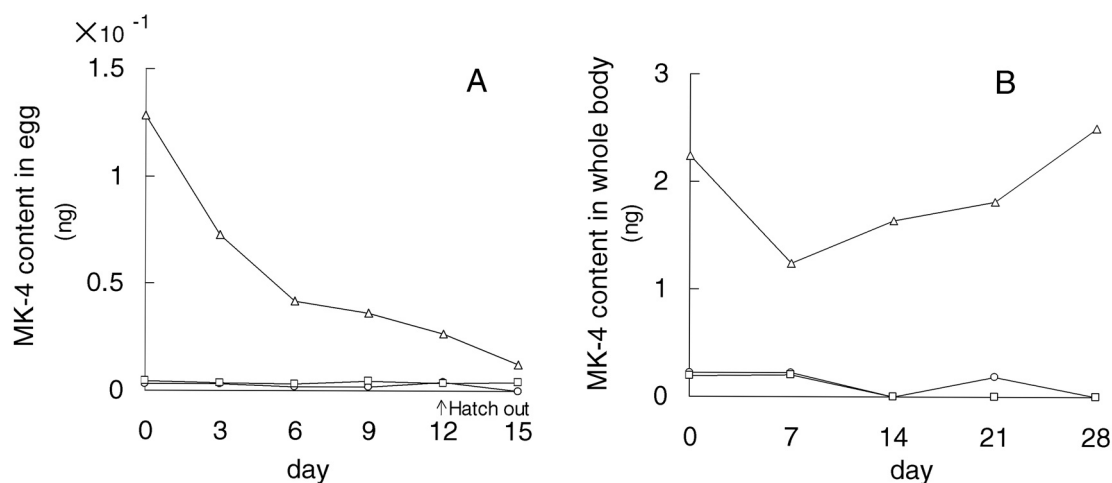 ×10 -1
1.5
1
0.5
0
MK-4 content in egg
(ng)
A
↑Hatch out
0 3 6 9 12 15
day
3
2
1
0
MK-4 content in whole body
(ng)
B
0 7 14 21 28
day